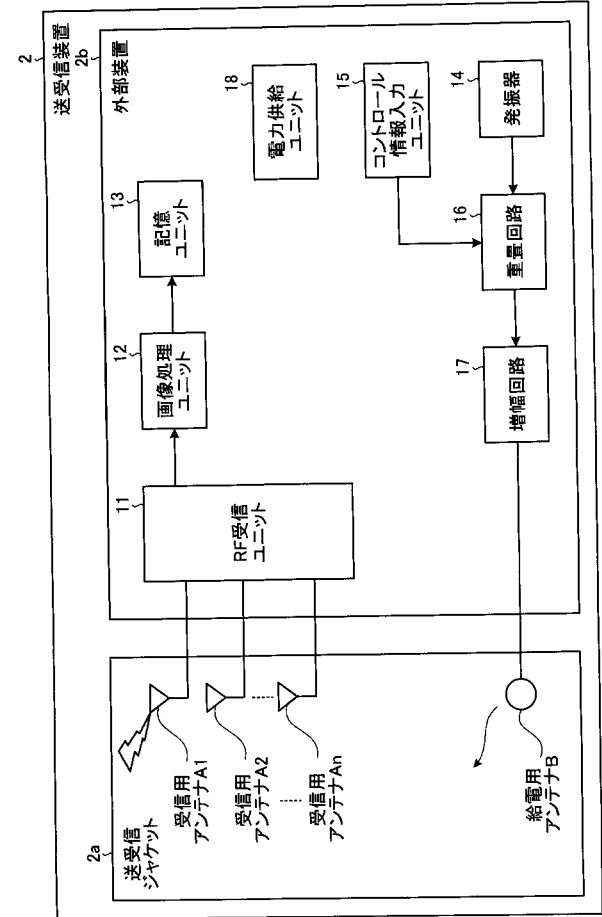 2
送受信装置
2b
外部装置
2a
送受信
ジャケット
受信用
アンテナA1
受信用
アンテナA2
受信用
アンテナAn
給電用
アンテナB
11
RF受信
ユニット
12
画像処理
ユニット
13
記憶
ユニット
18
電力供給
ユニット
15
コントロール
情報入力
ユニット
14
発振器
16
重畳回路
17
増幅回路